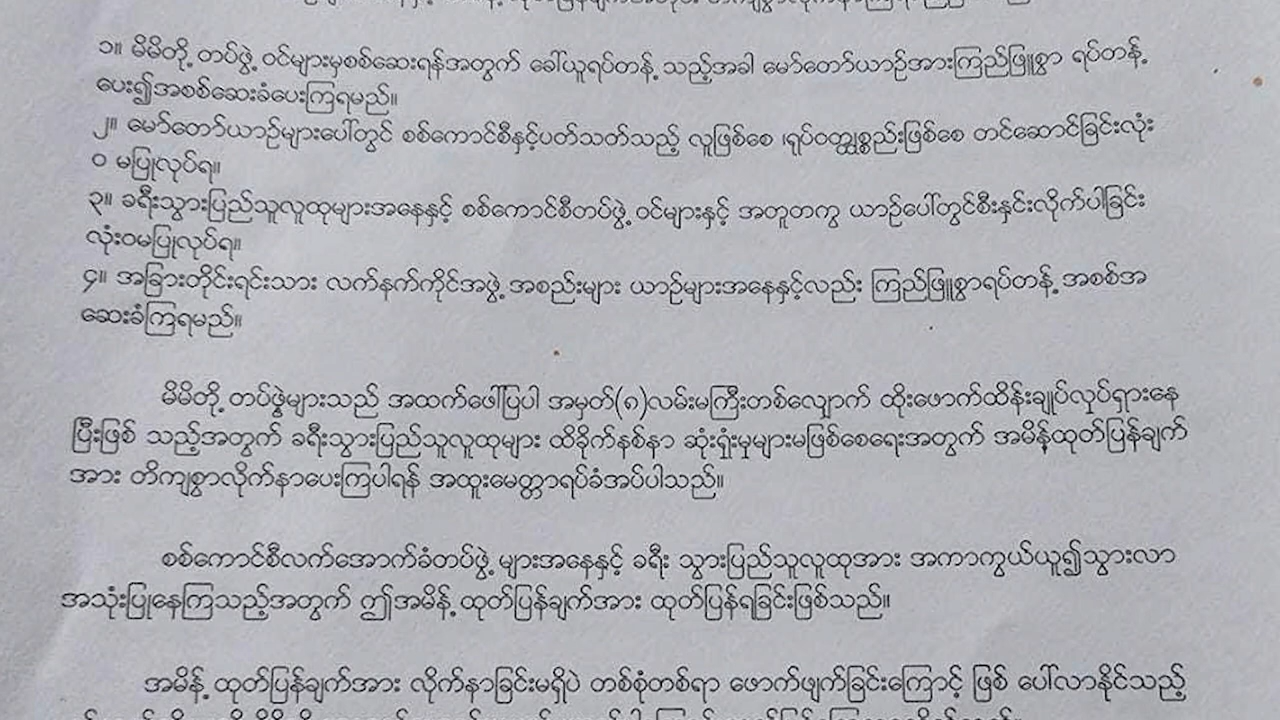 ၁။ မိမိတို့ တပ်ဖွဲ့ ဝင်များမှစစ်ဆေးရန်အတွက် ခေါ်ယူရပ်တန့် သည့်အခါ မော်တော်ယာဉ်အားကြည်ဖြူစွာ ရပ်တန့်
ပေး၍အစစ်ဆေးခံပေးကြရမည်။
၂။ မော်တော်ယာဉ်များပေါ်တွင် စစ်ကောင်စီနှင့်ပတ်သတ်သည့် လူဖြစ်စေ ၊ရုပ်ဝတ္ထုစ္စည်းဖြစ်စေ တင်ဆောင်ခြင်းလုံး
ဝ မပြုလုပ်ရ။
၃။ ခရီးသွားပြည်သူလူထုများအနေနှင့် စစ်ကောင်စီတပ်ဖွဲ့ ဝင်များနှင့် အတူတကွ ယာဉ်ပေါ်တွင်စီးနှင်းလိုက်ပါခြင်း
လုံးဝမပြုလုပ်ရ။
၄။ အခြားတိုင်းရင်းသား လက်နက်ကိုင်အဖွဲ့ အစည်းများ ယာဉ်များအနေနှင့်လည်း ကြည်ဖြူစွာရပ်တန့် အစစ်အ
ဆေးခံကြရမည်။
မိမိတို့ တပ်ဖွဲ့များသည် အထက်ဖေါ်ပြပါ အမှတ်(၈)လမ်းမကြီးတစ်လျှောက် ထိုးဖောက်ထိန်းချုပ်လှုပ်ရှားနေ
ပြီးဖြစ် သည့်အတွက် ခရီးသွားပြည်သူလူထုများ ထိခိုက်နစ်နာ ဆုံးရှုံးမှုများမဖြစ်စေရေးအတွက် အမိန့်ထုတ်ပြန်ချက်
အား တိကျစွာလိုက်နာပေးကြပါရန် အထူးမေတ္တာရပ်ခံအပ်ပါသည်။
စစ်ကောင်စီလက်အောက်ခံတပ်ဖွဲ့ များအနေနှင့် ခရီး သွားပြည်သူလူထုအား အကာကွယ်ယူ၍သွားလာ
အသုံးပြုနေကြသည့်အတွက် ဤအမိန့် ထုတ်ပြန်ချက်အား ထုတ်ပြန်ရခြင်းဖြစ်သည်။
အမိန့် ထုတ်ပြန်ချက်အား လိုက်နာခြင်းမရှိပဲ တစ်စုံတစ်ရာ ဖောက်ဖျက်ခြင်းကြောင့် ဖြစ် ပေါ်လာနိုင်သည့်